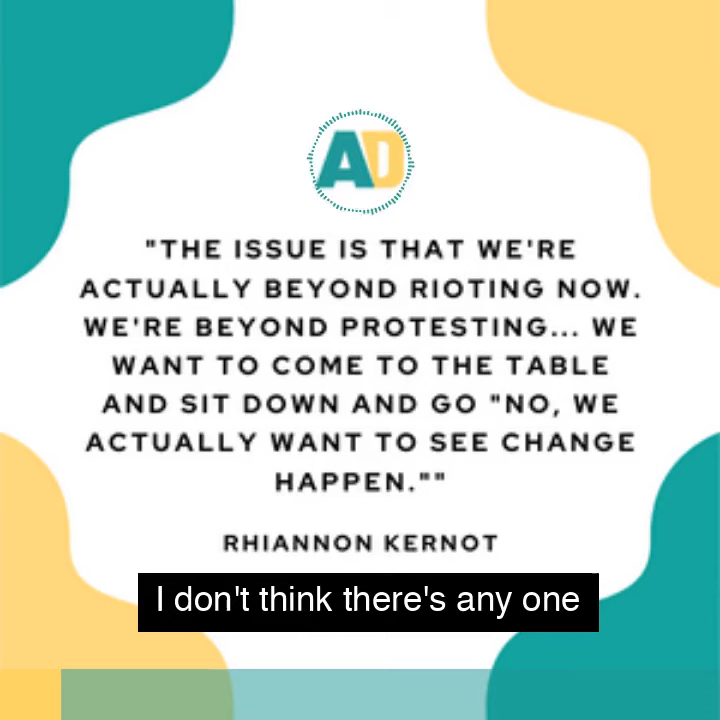 AD
"THE ISSUE IS THAT WE'RE
ACTUALLY BEYOND RIOTING NOW.
WE'RE BEYOND PROTESTING... WE
WANT TO COME TO THE TABLE
AND SIT DOWN AND GO "NO, WE
ACTUALLY WANT TO SEE CHANGE
HAPPEN.""
RHIANNON KERNOT
I don't think there's any one